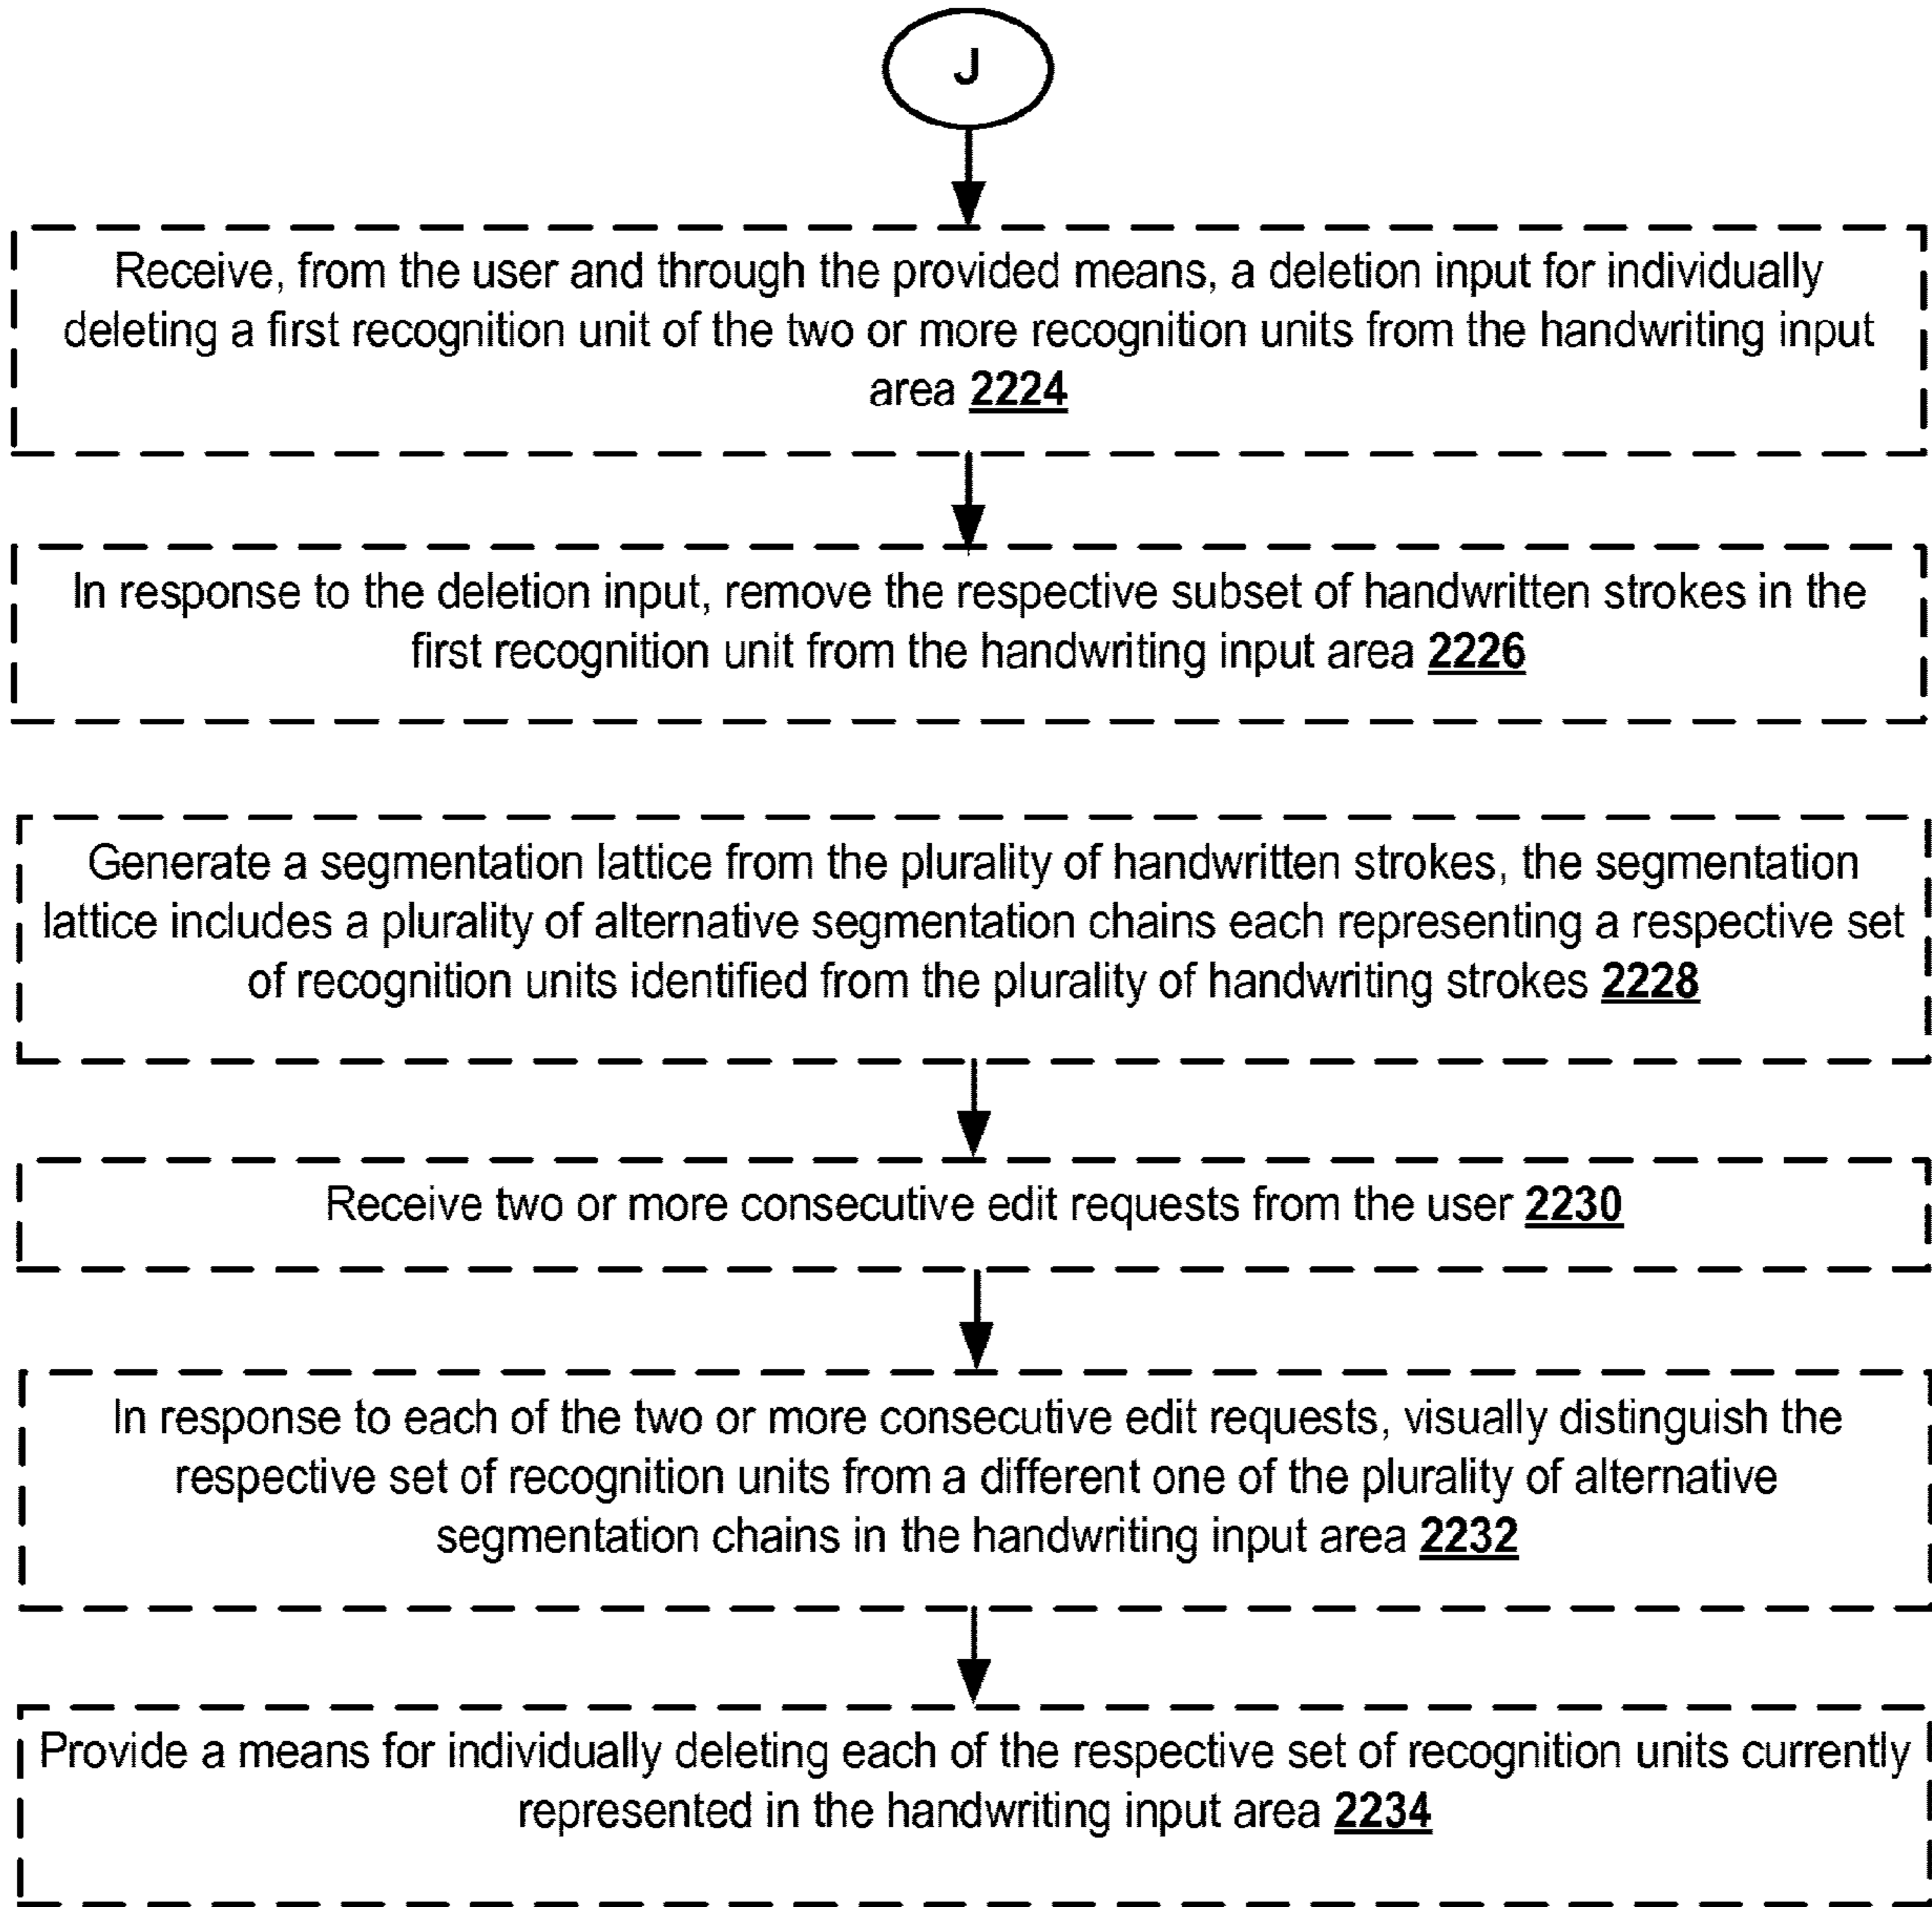 J
Receive, from the user and through the provided means, a deletion input for individually
deleting a first recognition unit of the two or more recognition units from the handwriting input
area 2224
In response to the deletion input, remove the respective subset of handwritten strokes in the
first recognition unit from the handwriting input area 2226
Generate a segmentation lattice from the plurality of handwritten strokes, the segmentation
lattice includes a plurality of alternative segmentation chains each representing a respective set
of recognition units identified from the plurality of handwriting strokes 2228
Receive two or more consecutive edit requests from the user 2230
In response to each of the two or more consecutive edit requests, visually distinguish the
respective set of recognition units from a different one of the plurality of alternative
segmentation chains in the handwriting input area 2232
Provide a means for individually deleting each of the respective set of recognition units currently
represented in the handwriting input area 2234